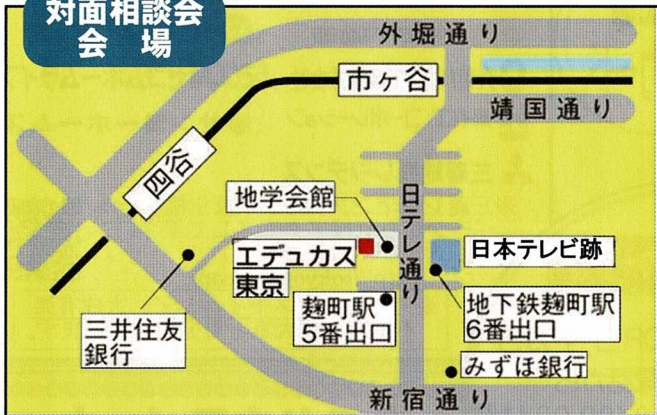 対面相談会
会場
外堀通り
市ヶ谷
靖国通り
四谷
地学会館
日テレ通り
エデュカス
東京
日本テレビ跡
麹町駅
5番出口
地下鉄麹町駅
6番出口
三井住友
銀行
みずほ銀行
新宿通り